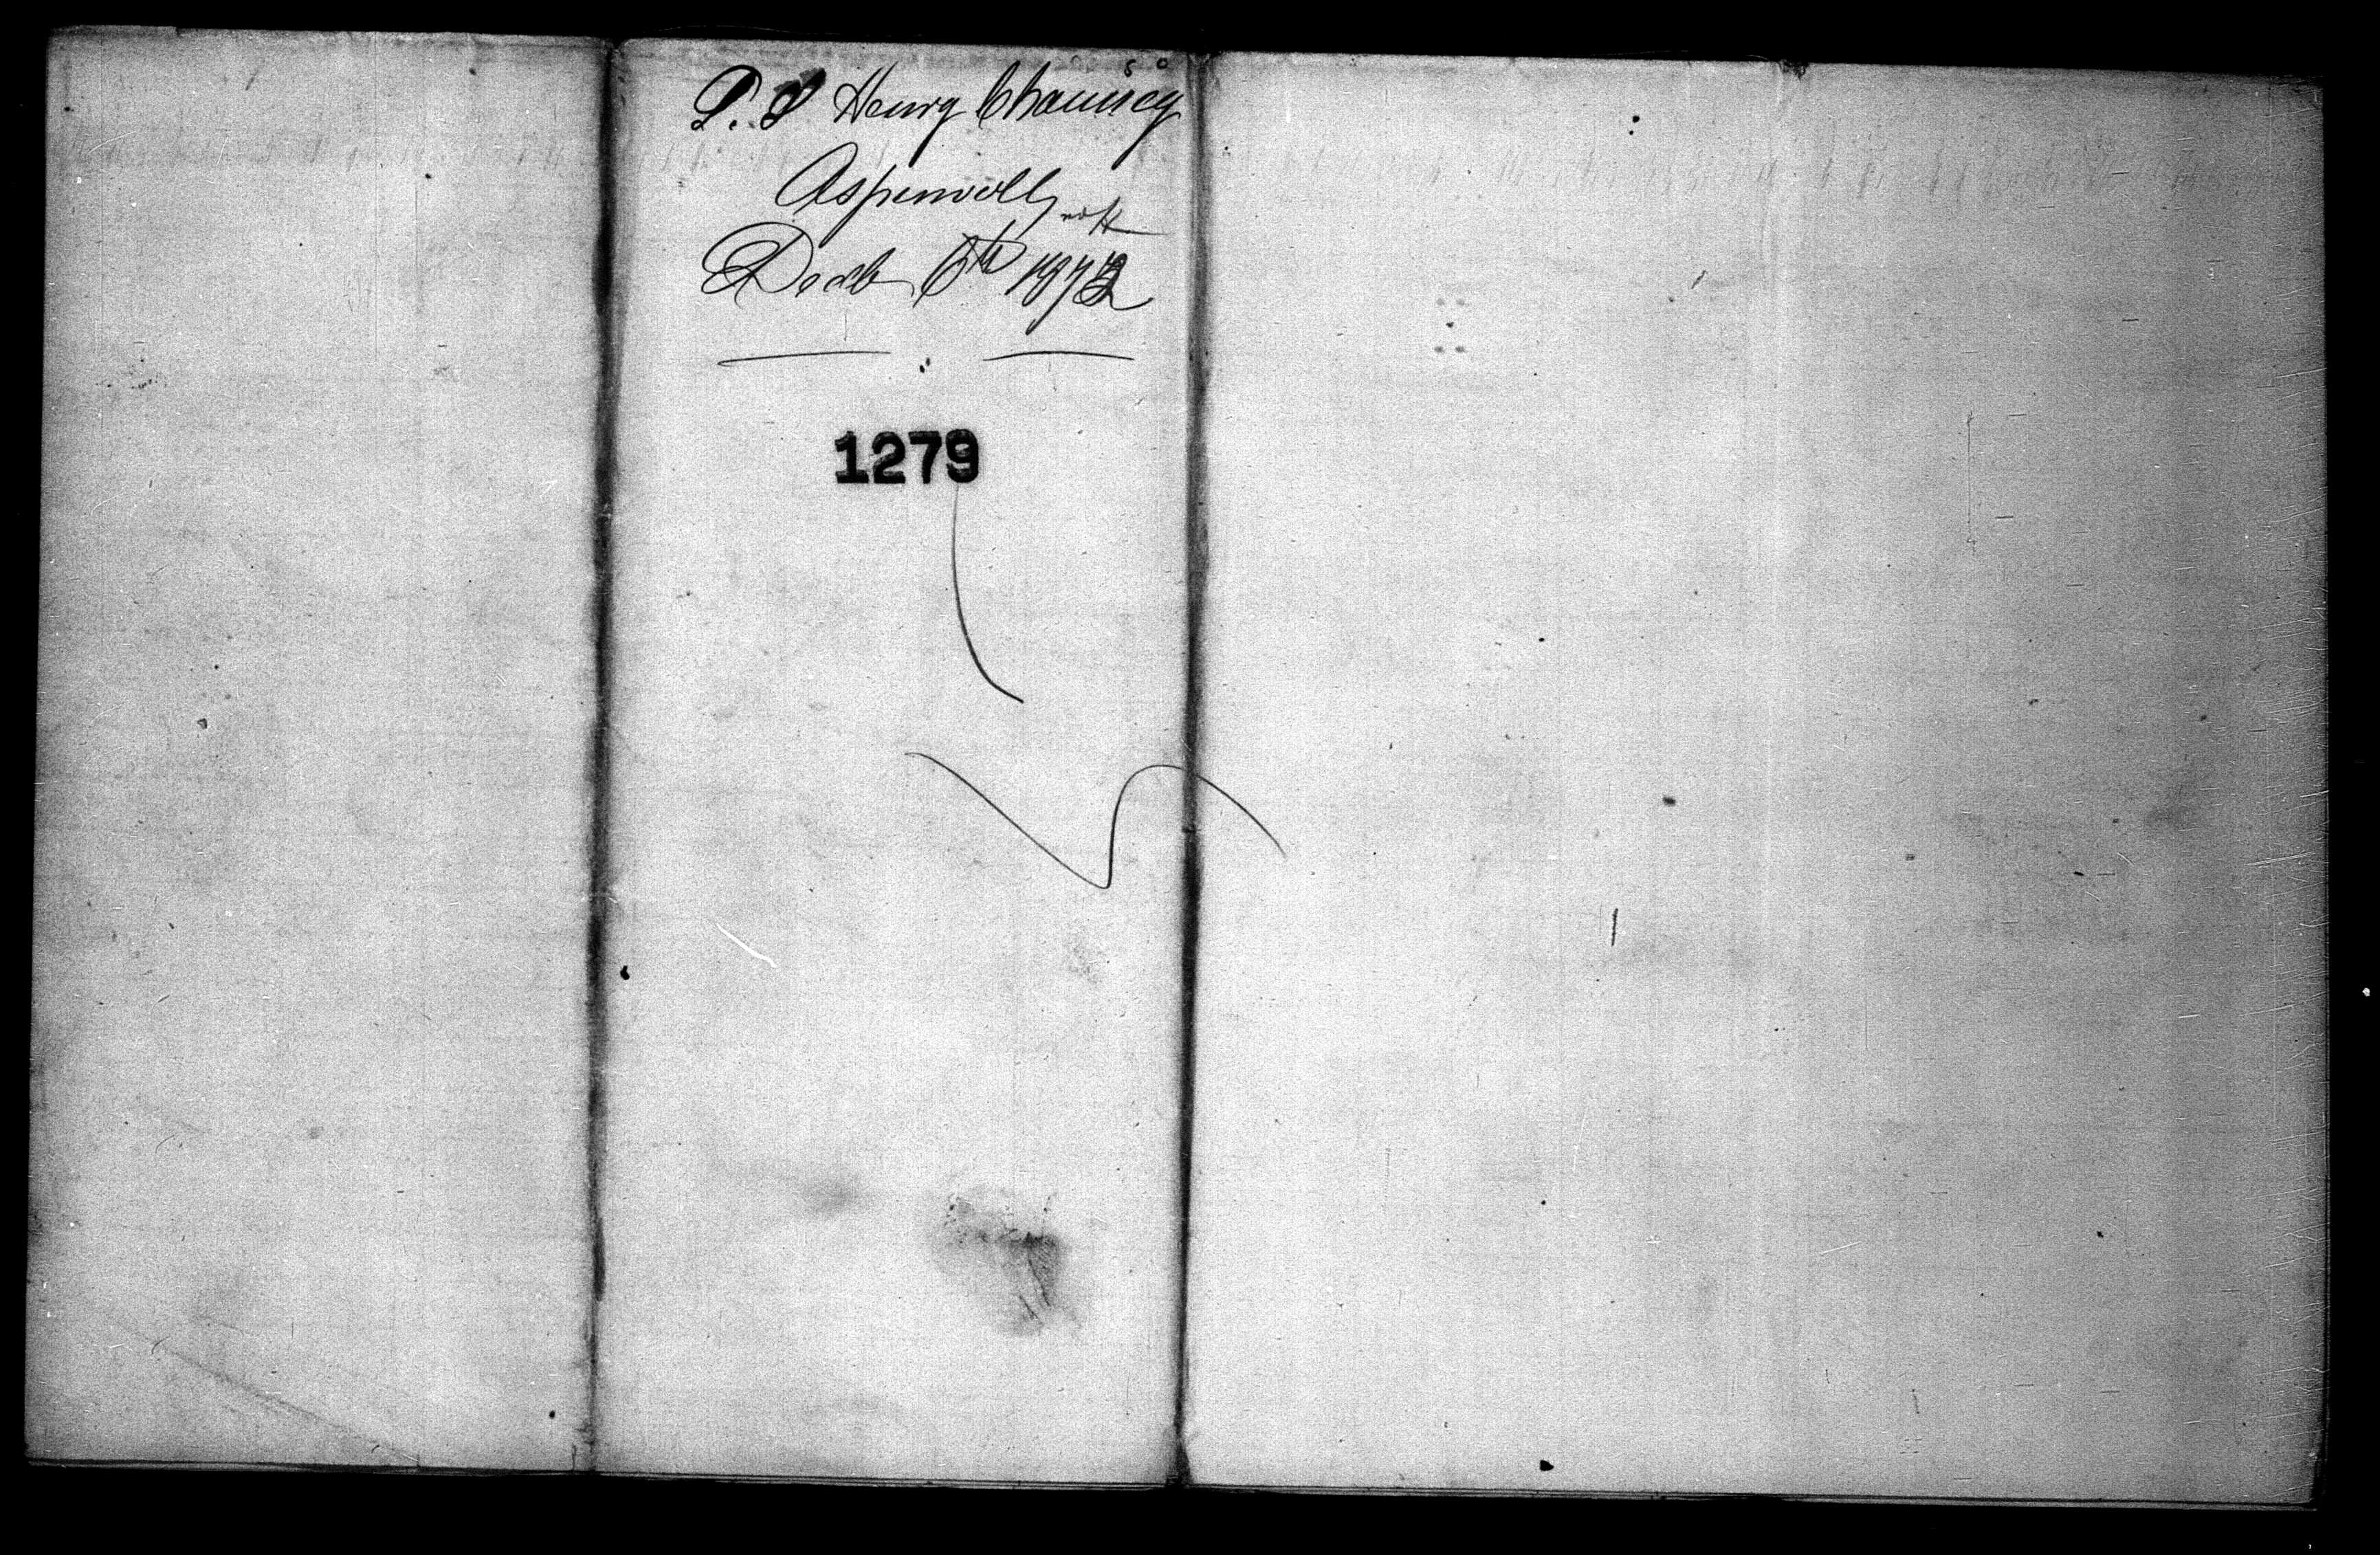 S. S Henry Chauncey
Aspinwall
Decb 6th 1872
1279